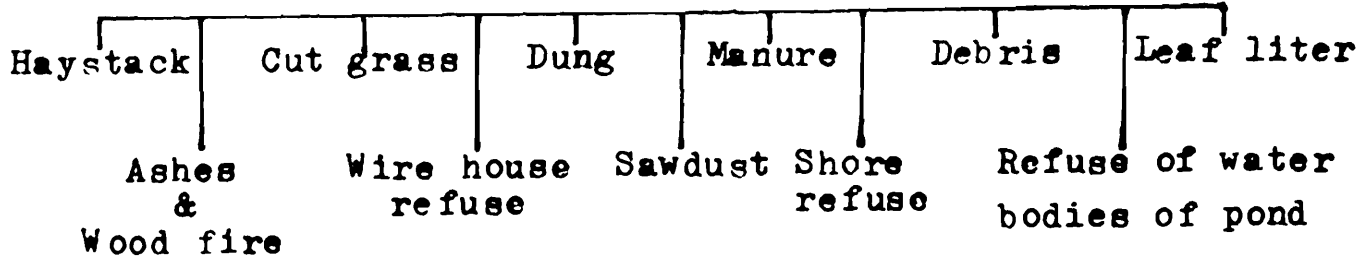 Haystack Cut grass Dung Manure Debris Leaf liter
Ashes
&
Wood fire
Wire house
refuse
Sawdust
Shore
refuse
Refuse of water
bodies of pond